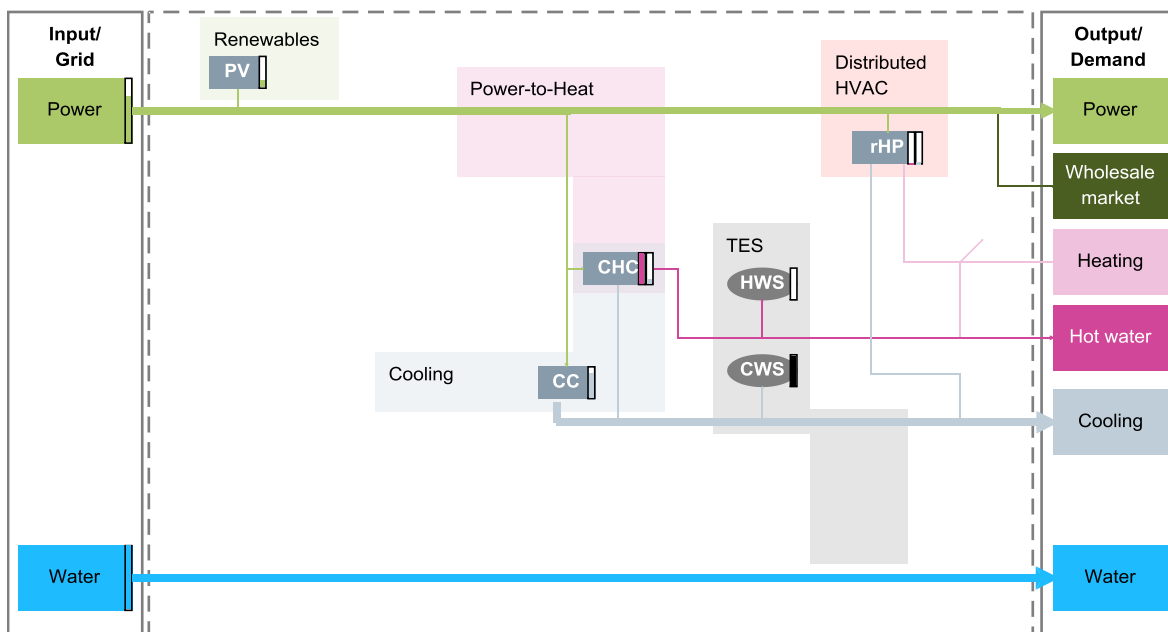 Input/
Grid
Output/
Demand
Renewables
PV
Power-to-Heat
Distributed
HVAC
Power
Power
rHP
Wholesale
market
TES
CHC
HWS
Heating
Hot water
Cooling
CC
CWS
Cooling
Water
Water